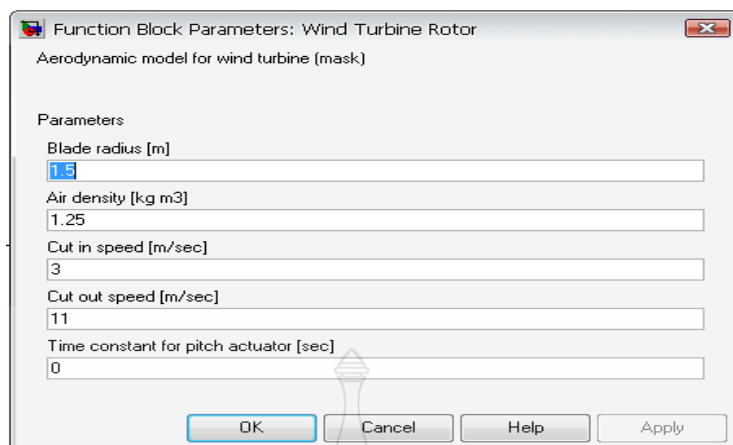 Function Block Parameters: Wind Turbine Rotor
Aerodynamic model for wind turbine (mask)
Parameters
Blade radius [m]
1.5
Air density [kg m3]
1.25
Cut in speed [m/sec]
3
Cut out speed [m/sec]
11
Time constant for pitch actuator [sec]
0
OK Cancel Help Apply